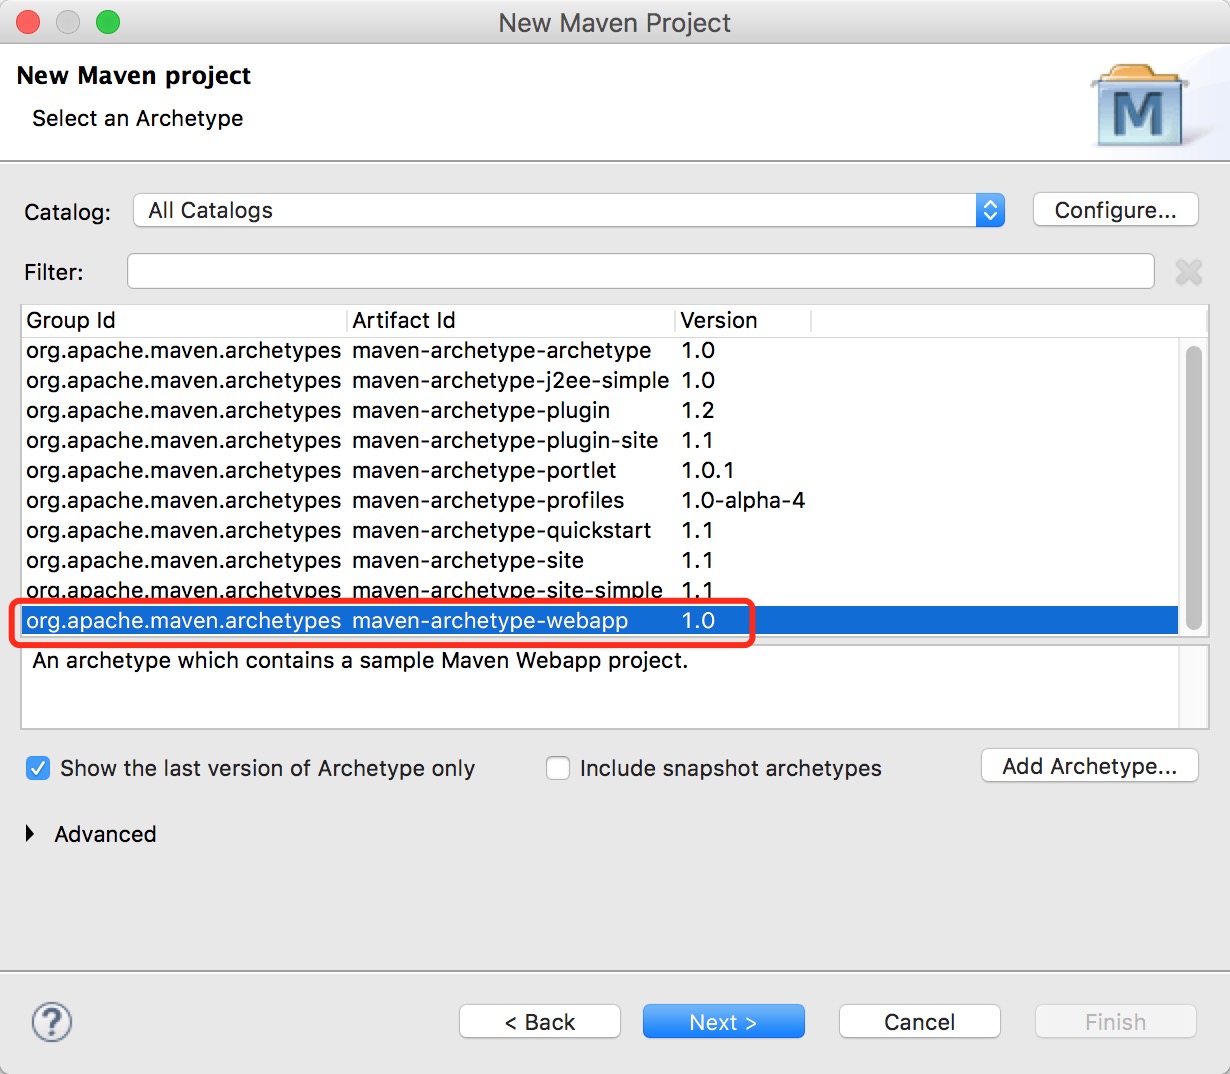 New Maven Project
New Maven project
Select an Archetype
M
Catalog: All Catalogs Configure...
Filter:
Group Id Artifact Id Version
org.apache.maven.archetypes maven-archetype-archetype 1.0
org.apache.maven.archetypes maven-archetype-j2ee-simple 1.0
org.apache.maven.archetypes maven-archetype-plugin 1.2
org.apache.maven.archetypes maven-archetype-plugin-site 1.1
org.apache.maven.archetypes maven-archetype-portlet 1.0.1
org.apache.maven.archetypes maven-archetype-profiles 1.0-alpha-4
org.apache.maven.archetypes maven-archetype-quickstart 1.1
org.apache.maven.archetypes maven-archetype-site 1.1
org.apache.maven.archetypes maven-archetype-site-simple 1.1
org.apache.maven.archetypes maven-archetype-webapp 1.0
An archetype which contains a sample Maven Webapp project.
Show the last version of Archetype only Include snapshot archetypes Add Archetype...
Advanced
? < Back Next > Cancel Finish